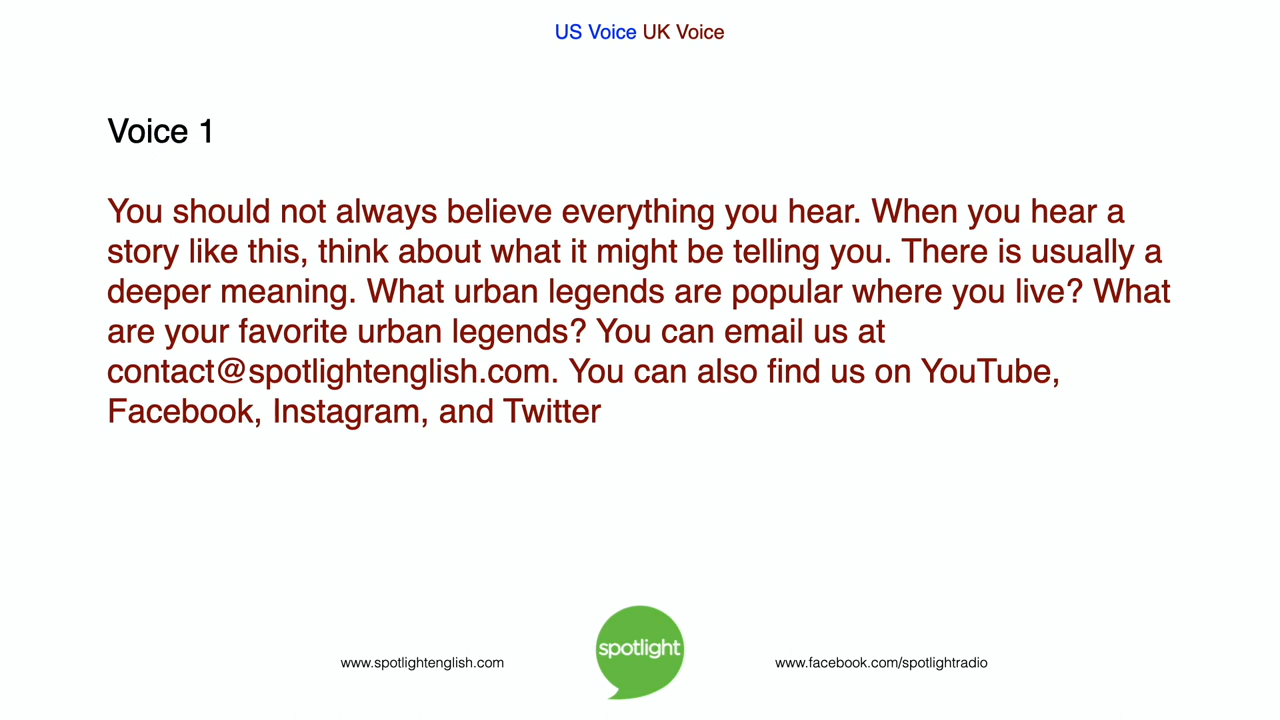 US Voice UK Voice
Voice 1
You should not always believe everything you hear. When you hear a
story like this, think about what it might be telling you. There is usually a
deeper meaning. What urban legends are popular where you live? What
are your favorite urban legends? You can email us at
contact@spotlightenglish.com. You can also find us on YouTube,
Facebook, Instagram, and Twitter
www.spotlightenglish.com
spotlight
www.facebook.com/spotlightradio